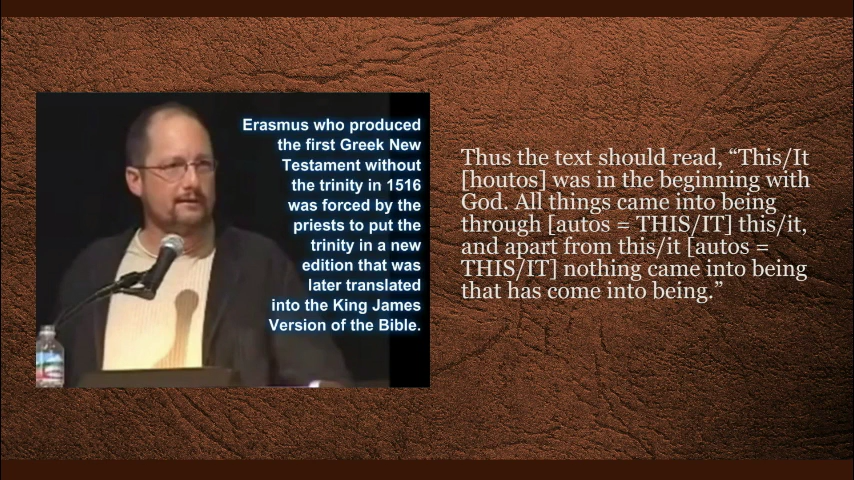 Erasmus who produced
the first Greek New
Testament without
the trinity in 1516
was forced by the
priests to put the
trinity in a new
edition that was
later translated
into the King James
Version of the Bible.
Thus the text should read, “This/It
[houtos] was in the beginning with
God. All things came into being
through [autos = THIS/IT] this/it,
and apart from this/it [autos =
THIS/IT] nothing came into being
that has come into being.”